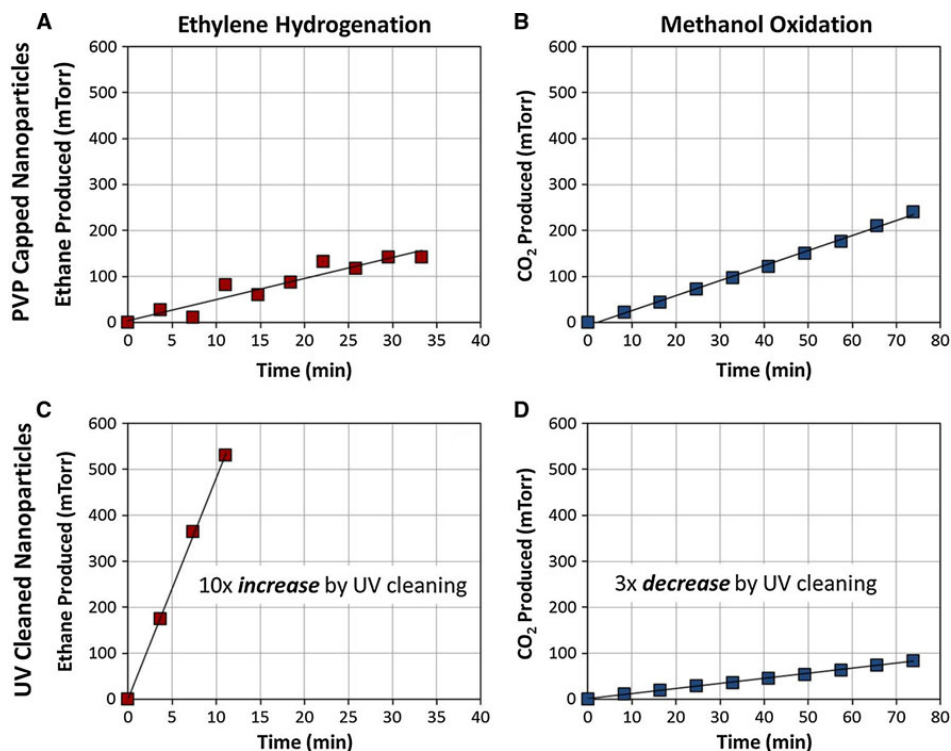 A
Ethylene Hydrogenation
B
Methanol Oxidation
PVP Capped Nanoparticles
Ethane Produced (mTorr)
600
500
400
300
200
100
0
0 5 10 15 20 25 30 35 40
Time (min)
CO₂ Produced (mTorr)
600
500
400
300
200
100
0
0 10 20 30 40 50 60 70 80
Time (min)
C
D
UV Cleaned Nanoparticles
Ethane Produced (mTorr)
600
500
400
300
200
100
0
10x increase by UV cleaning
0 5 10 15 20 25 30 35 40
Time (min)
CO₂ Produced (mTorr)
600
500
400
300
200
100
0
3x decrease by UV cleaning
0 10 20 30 40 50 60 70 80
Time (min)